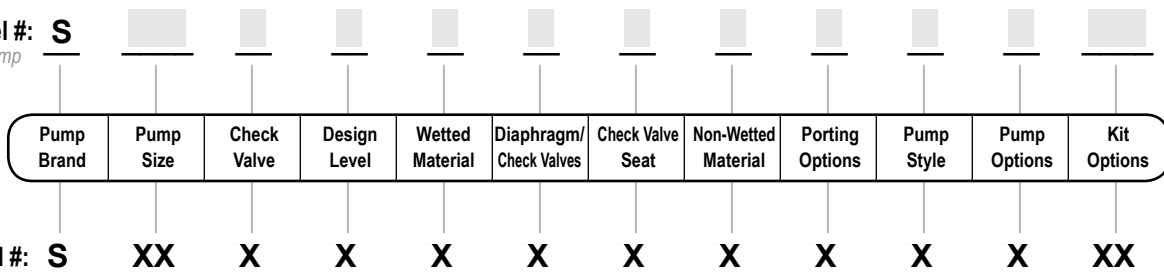 l #: S
mp
Pump Brand Pump Size Check Valve Design Level Wetted Material Diaphragm/ Check Valves Check Valve Seat Non-Wetted Material Porting Options Pump Style Pump Options Kit Options
#: S XX X X X X X X X X X XX